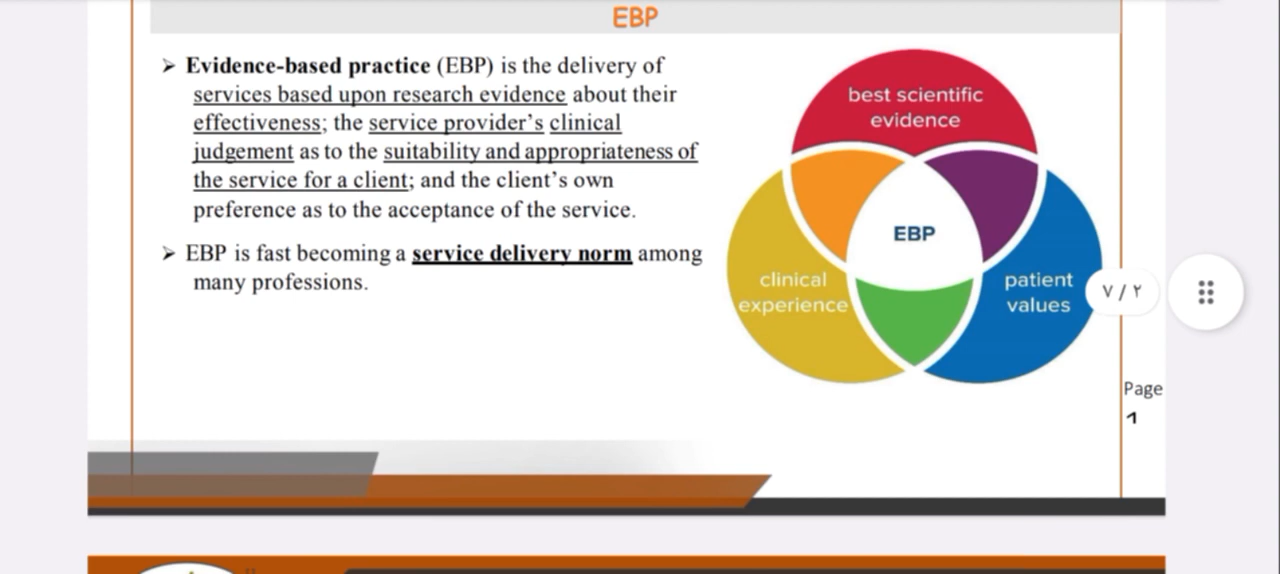 EBP
➢ Evidence-based practice (EBP) is the delivery of
services based upon research evidence about their
effectiveness; the service provider's clinical
judgement as to the suitability and appropriateness of
the service for a client; and the client's own
preference as to the acceptance of the service.
➢ EBP is fast becoming a service delivery norm among
many professions.
best scientific
evidence
EBP
clinical
experience
patient
values
٧ / ٢
Page
1